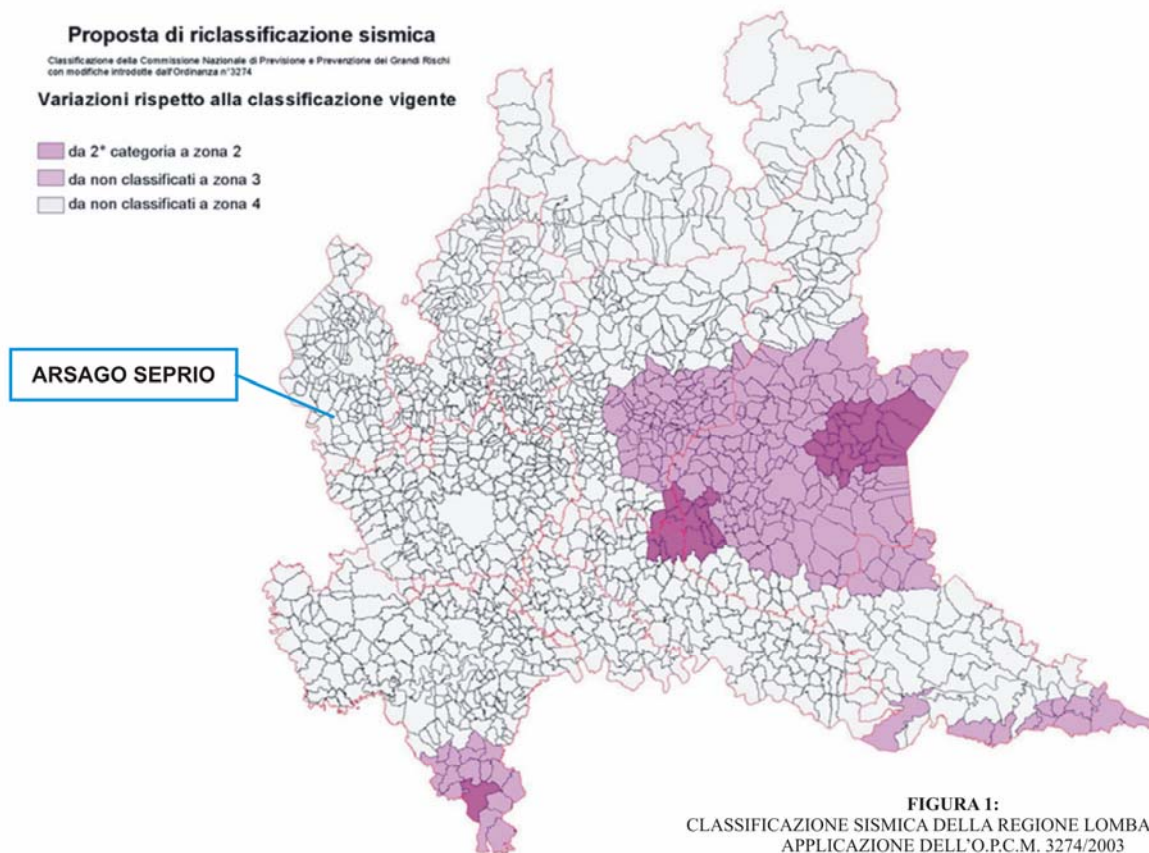 Proposta di riclassificazione sismica
Classificazione della Commissione Nazionale di Previsione e Prevenzione dei Grandi Rischi
con modifiche introdotte dall'Ordinanza n°3274
Variazioni rispetto alla classificazione vigente
da 2° categoria a zona 2
da non classificati a zona 3
da non classificati a zona 4
ARSAGO SEPRIO
FIGURA 1:
CLASSIFICAZIONE SISMICA DELLA REGIONE LOMBA
APPLICAZIONE DELL'O.P.C.M. 3274/2003